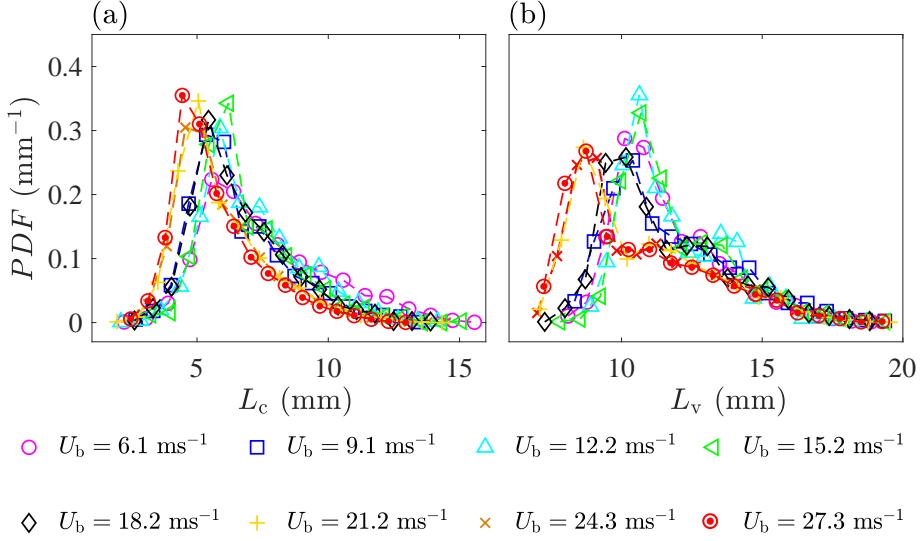 (a) (b)
PDF (mm⁻¹)
0.4
0.3
0.2
0.1
0
5 10 15 10 15 20
L_c (mm) L_v (mm)
U_b = 6.1 ms⁻¹ U_b = 9.1 ms⁻¹ U_b = 12.2 ms⁻¹ U_b = 15.2 ms⁻¹
U_b = 18.2 ms⁻¹ U_b = 21.2 ms⁻¹ U_b = 24.3 ms⁻¹ U_b = 27.3 ms⁻¹